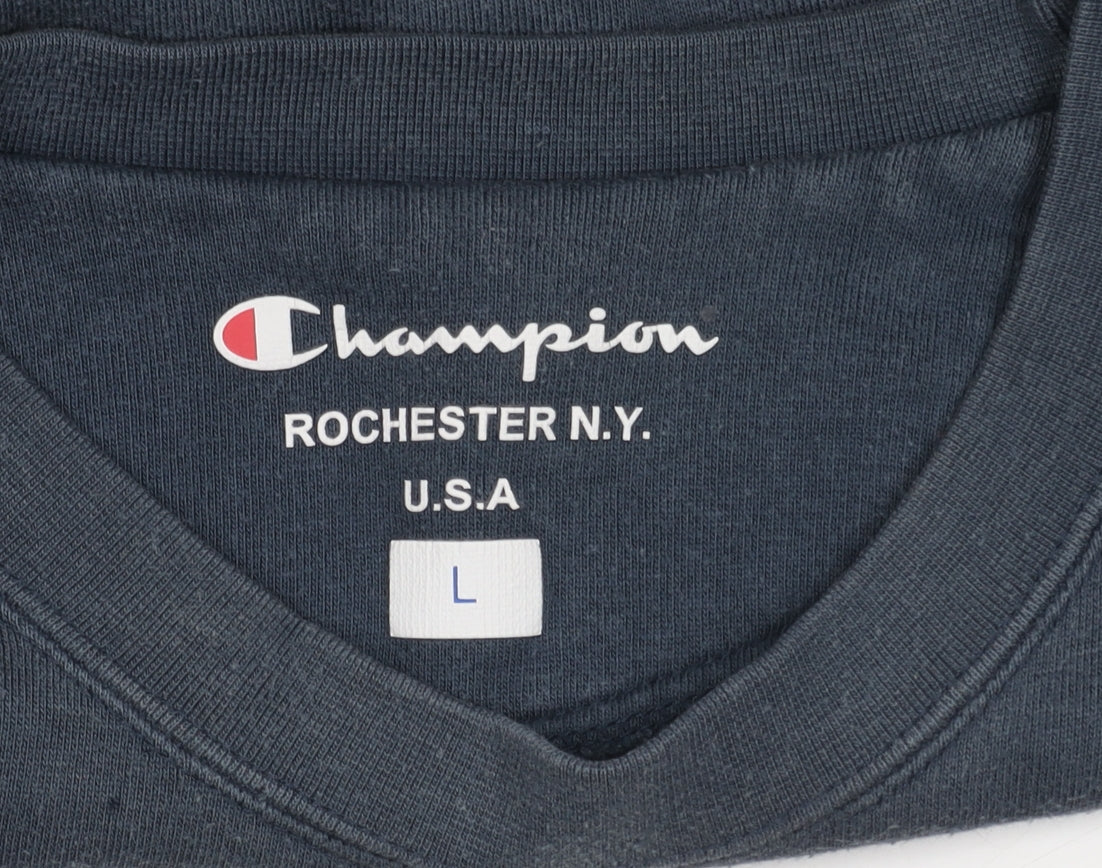 Champion
ROCHESTER N.Y.
U.S.A
L